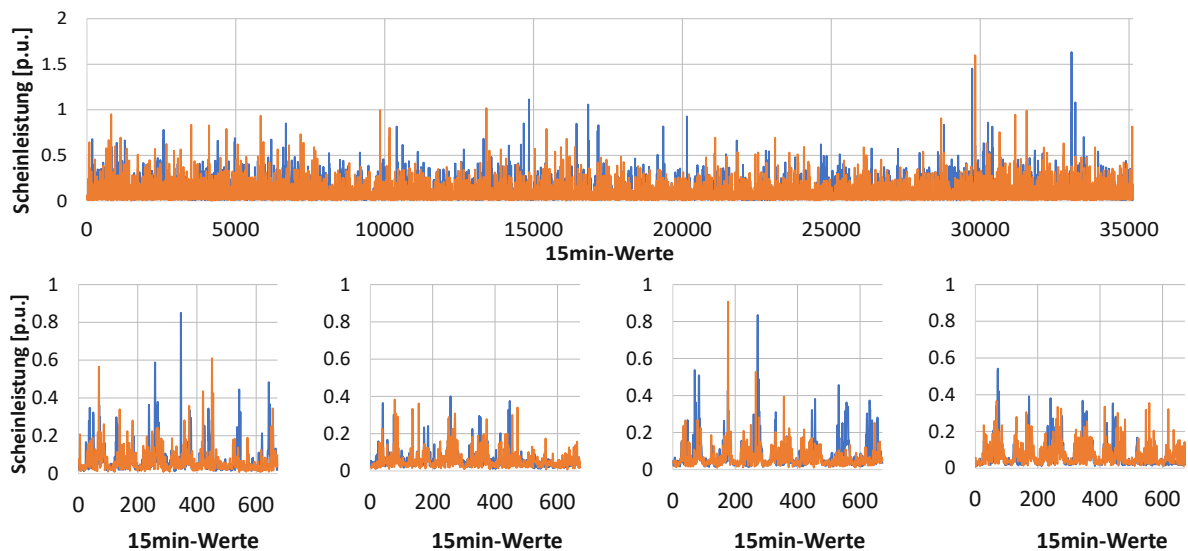 Scheinleistung [p.u.]
2
1.5
1
0.5
0
0 5000 10000 15000 20000 25000 30000 35000
15min-Werte
Scheinleistung [p.u.]
1 1 1 1
0.8 0.8 0.8 0.8
0.6 0.6 0.6 0.6
0.4 0.4 0.4 0.4
0.2 0.2 0.2 0.2
0 0 0 0
0 200 400 600 0 200 400 600 0 200 400 600 0 200 400 600
15min-Werte 15min-Werte 15min-Werte 15min-Werte